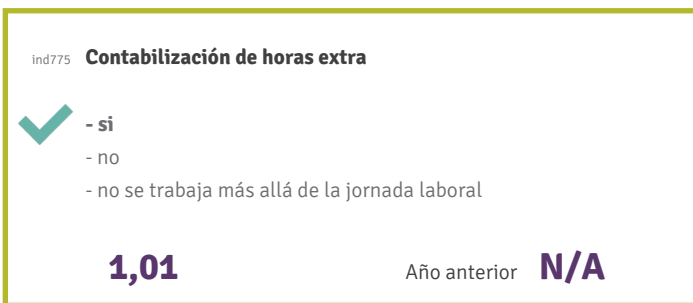 ind775 Contabilización de horas extra
- si
- no
- no se trabaja más allá de la jornada laboral
1,01 Año anterior N/A